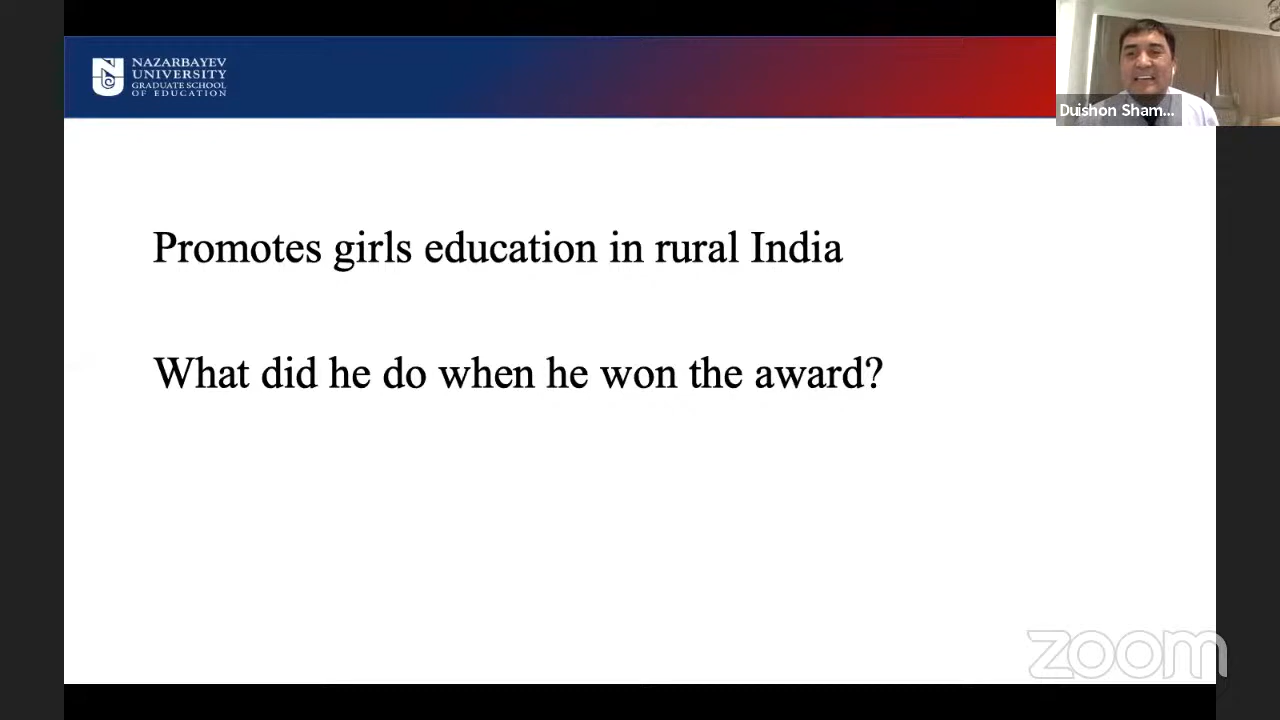 NAZARBAYEV
UNIVERSITY
GRADUATE SCHOOL
OF EDUCATION
Duishon Sham...
Promotes girls education in rural India
What did he do when he won the award?
zoom